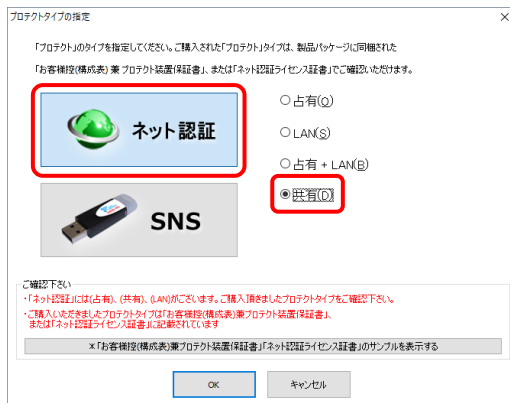 プロテクトタイプの指定
「プロテクト」のタイプを指定してください。ご購入された「プロテクト」タイプは、製品パッケージに同梱された
「お客様控(構成表) 兼 プロテクト装置保証書」、または「ネット認証ライセンス証書」でご確認いただけます。
ネット認証
占有(O)
LAN(S)
占有 + LAN(B)
共有(D)
SNS
ご確認下さい
・「ネット認証」には(占有)、(共有)、(LAN)がございます。ご購入頂きましたプロテクトタイプをご確認下さい。
・ご購入いただきましたプロテクトタイプは「お客様控(構成表)兼プロテクト装置保証書」、
または「ネット認証ライセンス証書」に記載されています
※「お客様控(構成表)兼プロテクト装置保証書」「ネット認証ライセンス証書」のサンプルを表示する
OK
キャンセル